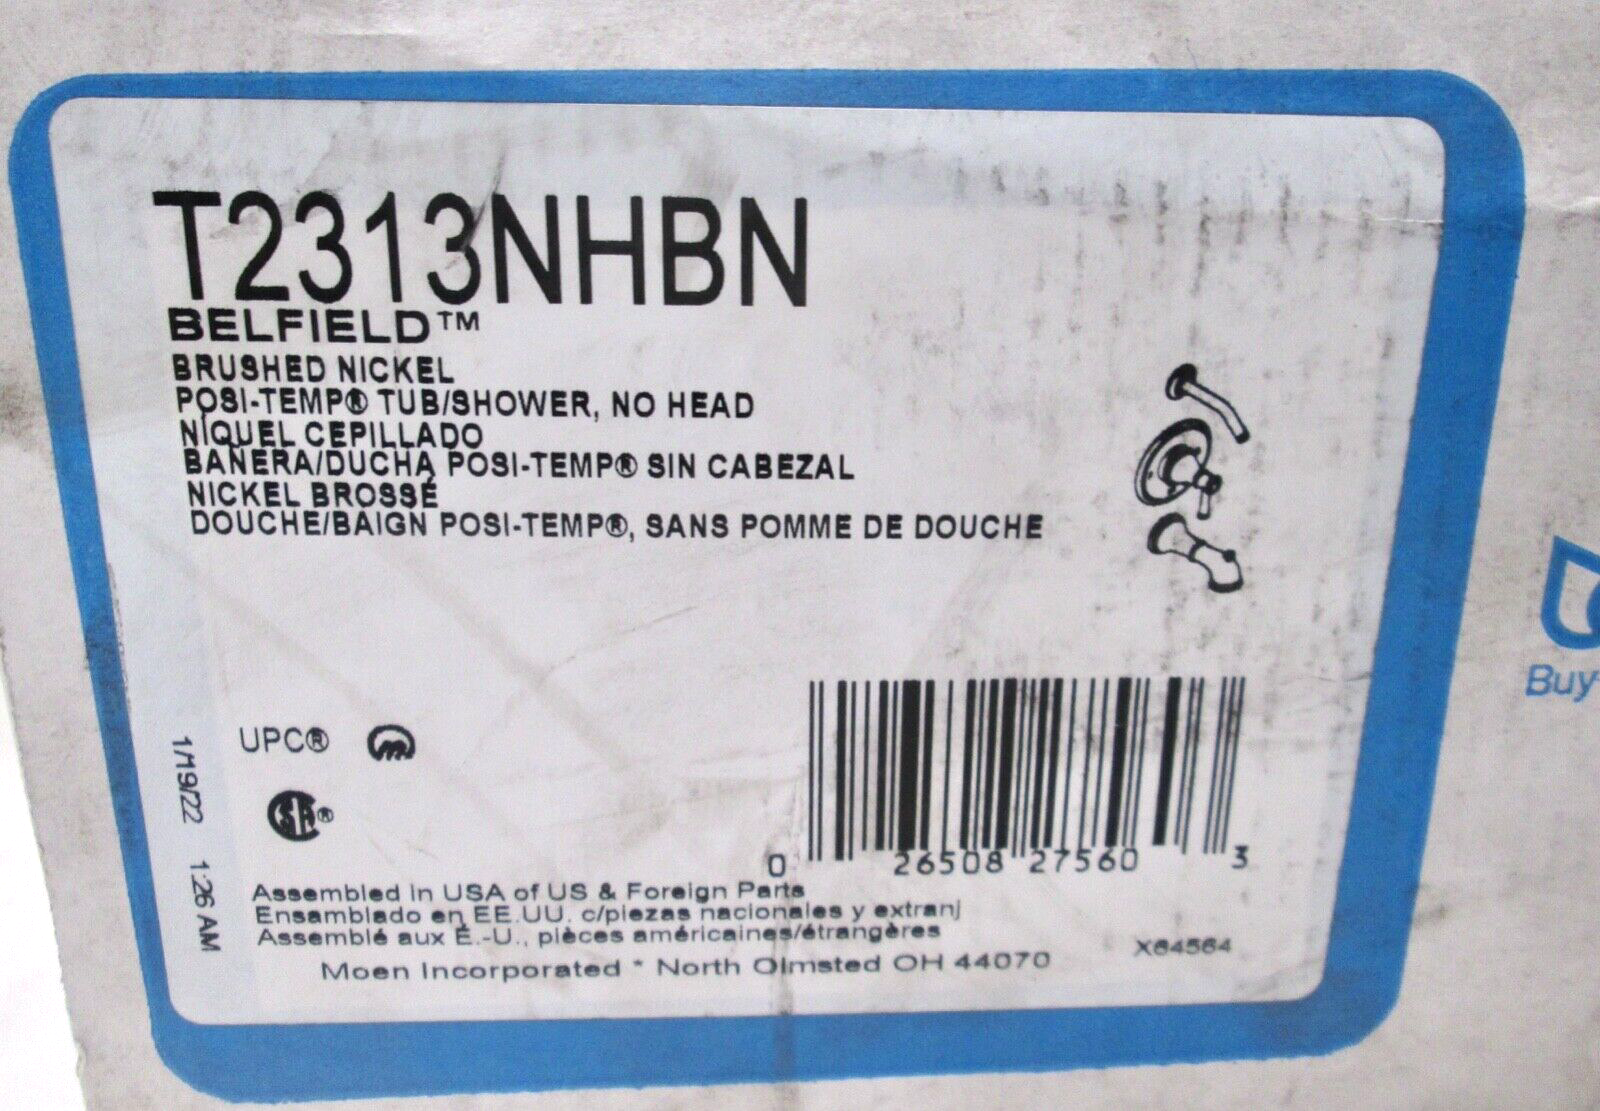 T2313NHBN
BELFIELD™
BRUSHED NICKEL
POSI-TEMP® TUB/SHOWER, NO HEAD
NÍQUEL CEPILLADO
BAÑERA/DUCHA POSI-TEMP® SIN CABEZAL
NICKEL BROSSÉ
DOUCHE/BAIGN POSI-TEMP®, SANS POMME DE DOUCHE
Buy
UPC®
1/19/22 1:26 AM
0 26508 27560 3
Assembled in USA of US & Foreign Parts
Ensamblado en EE.UU. c/piezas nacionales y extranj
Assemblé aux É.-U., pièces américaines/étrangères
X64564
Moen Incorporated * North Olmsted OH 44070